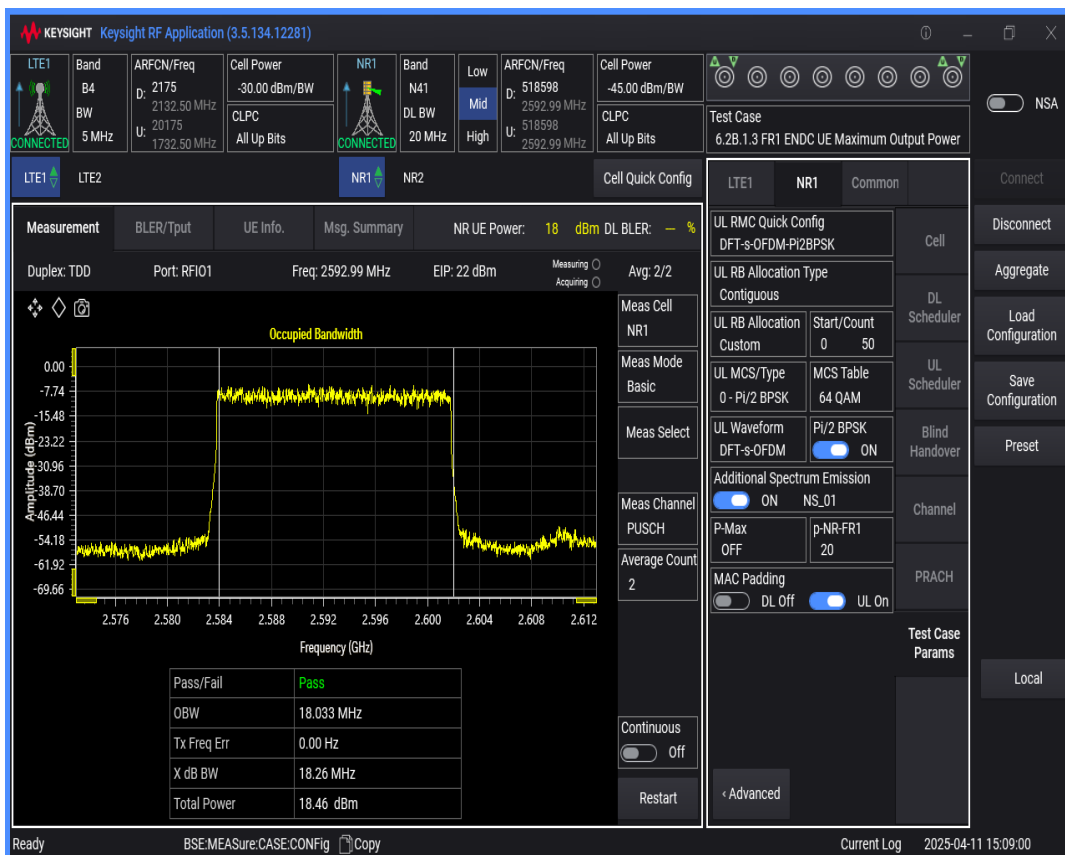 KEYSIGHT Keysight RF Application (3.5.134.12281)
LTE1
CONNECTED
Band
B4
BW
5 MHz
ARFCN/Freq
D: 2175
2132.50 MHz
U: 20175
1732.50 MHz
Cell Power
-30.00 dBm/BW
CLPC
All Up Bits
NR1
CONNECTED
Band
N41
DL BW
20 MHz
Low
Mid
High
ARFCN/Freq
D: 518598
2592.99 MHz
U: 518598
2592.99 MHz
Cell Power
-45.00 dBm/BW
CLPC
All Up Bits
Test Case
6.2B.1.3 FR1 ENDC UE Maximum Output Power
NSA
LTE1 LTE2 NR1 NR2 Cell Quick Config
Measurement BLER/Tput UE Info. Msg. Summary NR UE Power: 18 dBm DL BLER: — %
Duplex: TDD Port: RFIO1 Freq: 2592.99 MHz EIP: 22 dBm Measuring Avg: 2/2
Acquiring
Occupied Bandwidth
Amplitude (dBm)
0.00
-7.74
-15.48
-23.22
-30.96
-38.70
-46.44
-54.18
-61.92
-69.66
2.576 2.580 2.584 2.588 2.592 2.596 2.600 2.604 2.608 2.612
Frequency (GHz)
Pass/Fail Pass
OBW 18.033 MHz
Tx Freq Err 0.00 Hz
X dB BW 18.26 MHz
Total Power 18.46 dBm
Meas Cell
NR1
Meas Mode
Basic
Meas Select
Meas Channel
PUSCH
Average Count
2
Continuous
Off
Restart
LTE1 NR1 Common
UL RMC Quick Config
DFT-s-OFDM-Pi2BPSK
UL RB Allocation Type
Contiguous
UL RB Allocation
Custom
Start/Count
0 50
UL MCS/Type
0 - Pi/2 BPSK
MCS Table
64 QAM
UL Waveform
DFT-s-OFDM
Pi/2 BPSK
ON
Additional Spectrum Emission
ON NS_01
P-Max
OFF
p-NR-FR1
20
MAC Padding
DL Off UL On
‹ Advanced
Cell
DL
Scheduler
UL
Scheduler
Blind
Handover
Channel
PRACH
Test Case
Params
Connect
Disconnect
Aggregate
Load
Configuration
Save
Configuration
Preset
Local
Ready BSE:MEASure:CASE:CONFig Copy Current Log 2025-04-11 15:09:00